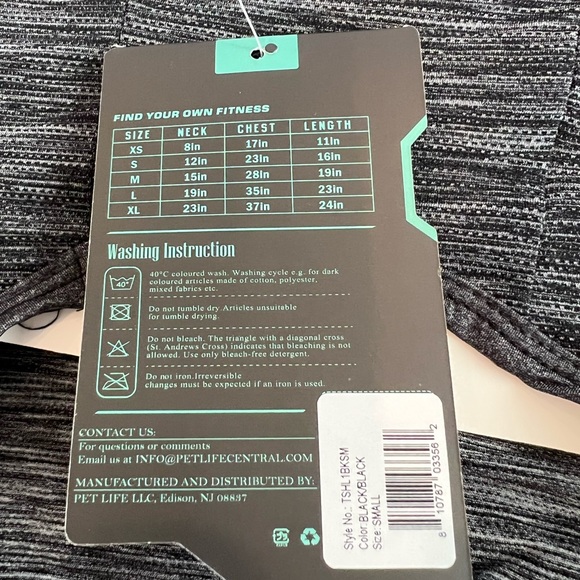 FIND YOUR OWN FITNESS
SIZE NECK CHEST LENGTH
XS 8in 17in 11in
S 12in 23in 16in
M 15in 28in 19in
L 19in 35in 23in
XL 23in 37in 24in
Washing Instruction
40°
40°C coloured wash. Washing cycle e.g. for dark
coloured articles made of cotton, polyester,
mixed fabrics etc.
Do not tumble dry.Articles unsuitable
for tumble drying.
Do not bleach. The triangle with a diagonal cross
(St. Andrews Cross) indicates that bleaching is not
allowed. Use only bleach-free detergent.
Do not iron.Irreversible
changes must be expected if an iron is used.
CONTACT US:
For questions or comments
Email us at INFO@PETLIFECENTRAL.COM
MANUFACTURED AND DISTRIBUTED BY:
PET LIFE LLC, Edison, NJ 08837
Style No.: TSHL1BKSM
Color:BLACK/BLACK
Size: SMALL
8 10787 03356 2